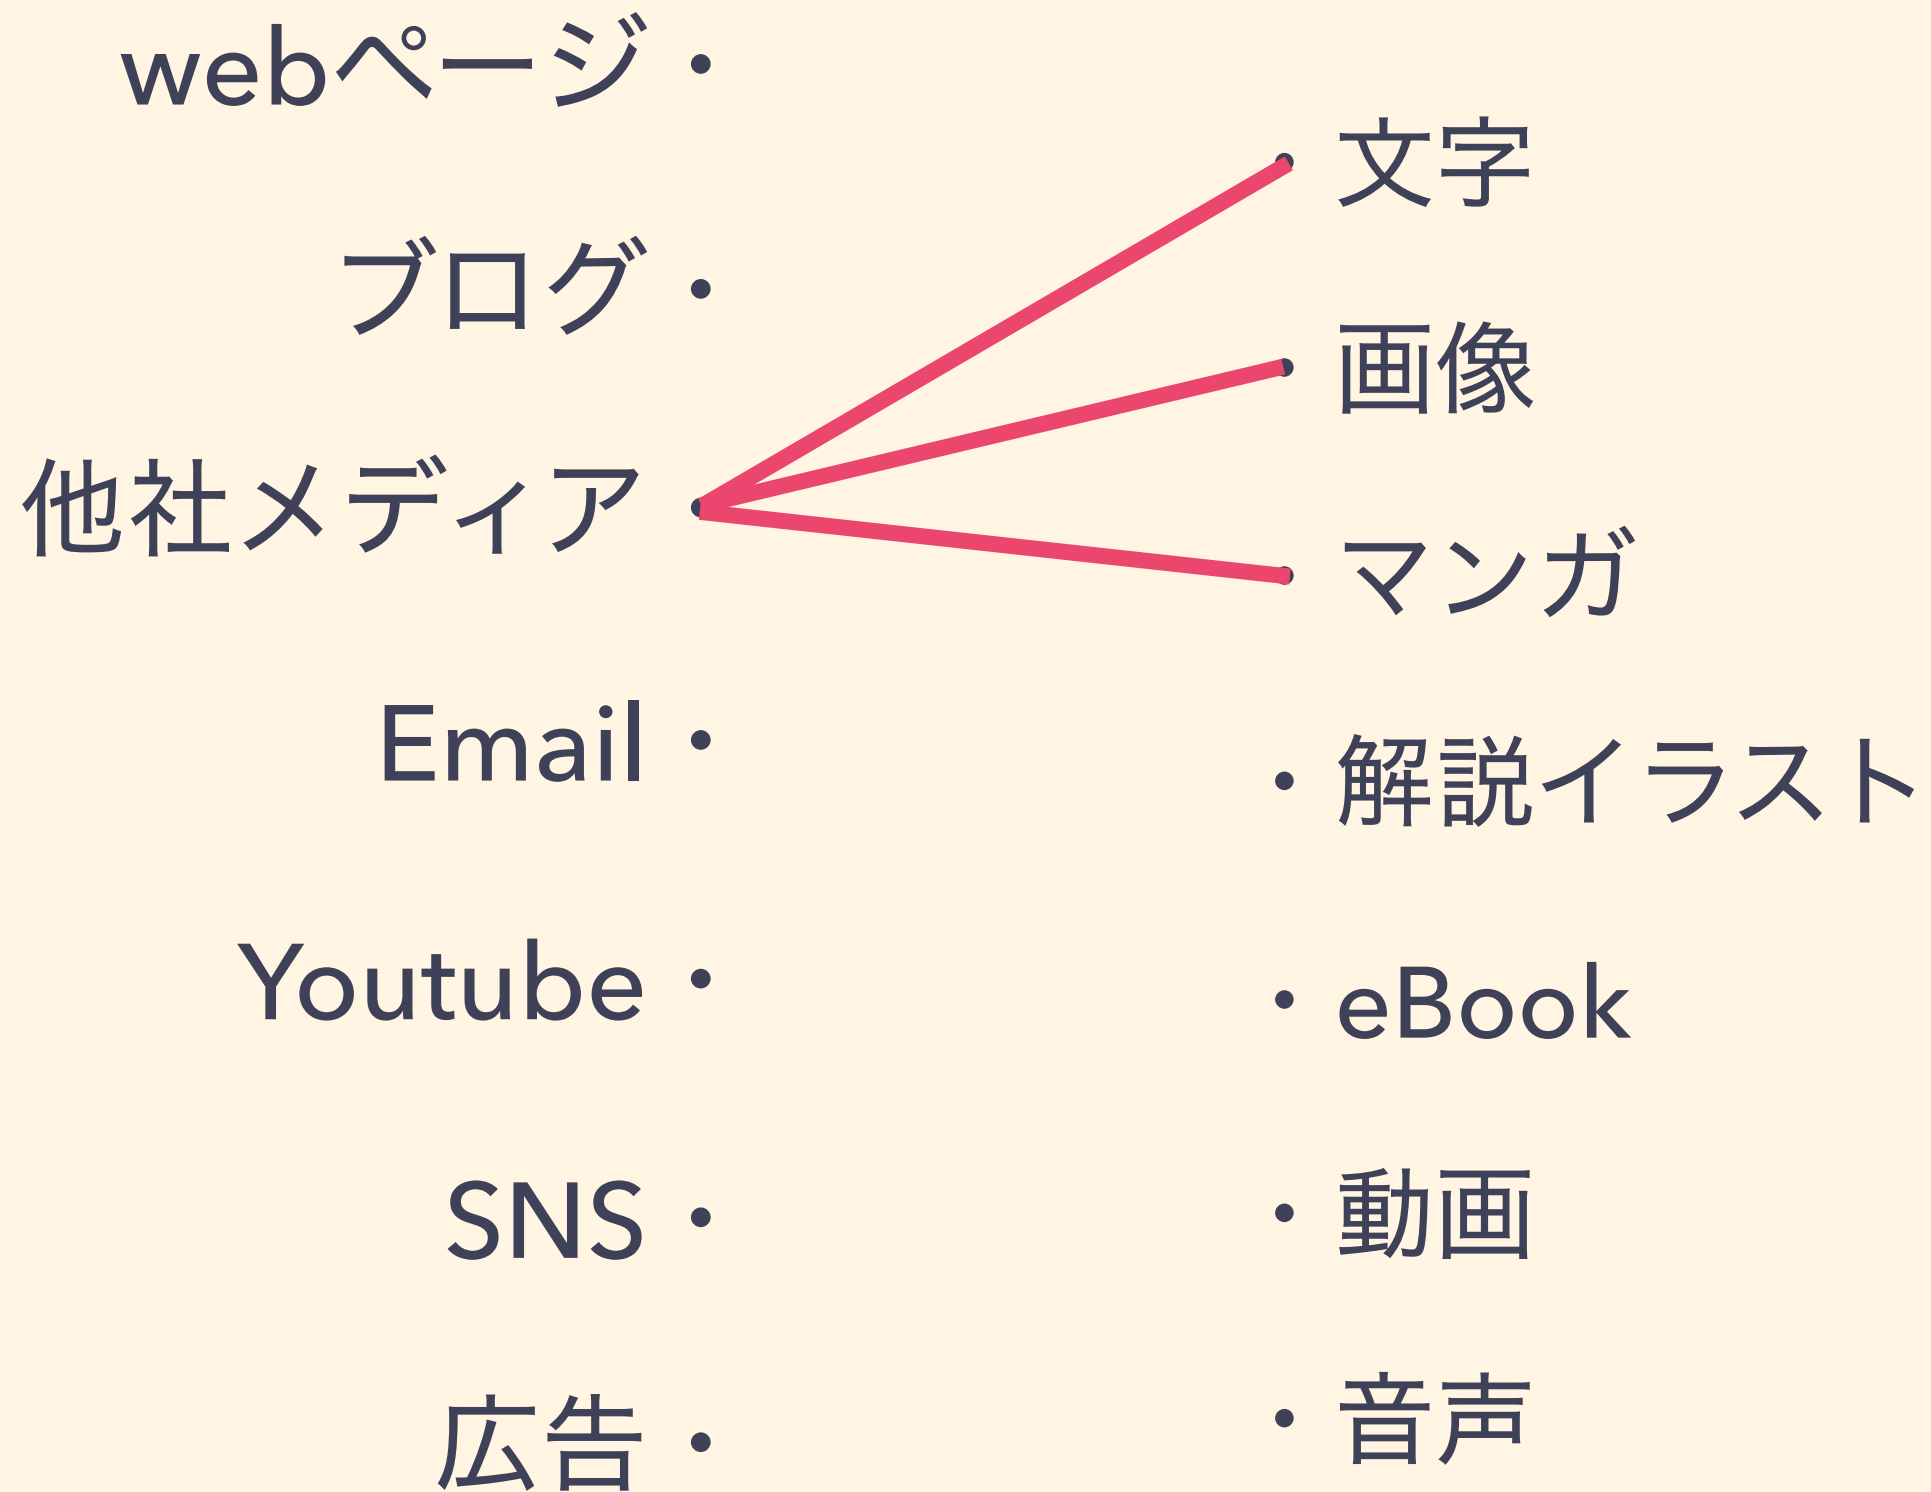 webページ・
ブログ・
他社メディア・
Email・
Youtube・
SNS・
広告・
・文字
・画像
・マンガ
・解説イラスト
・eBook
・動画
・音声